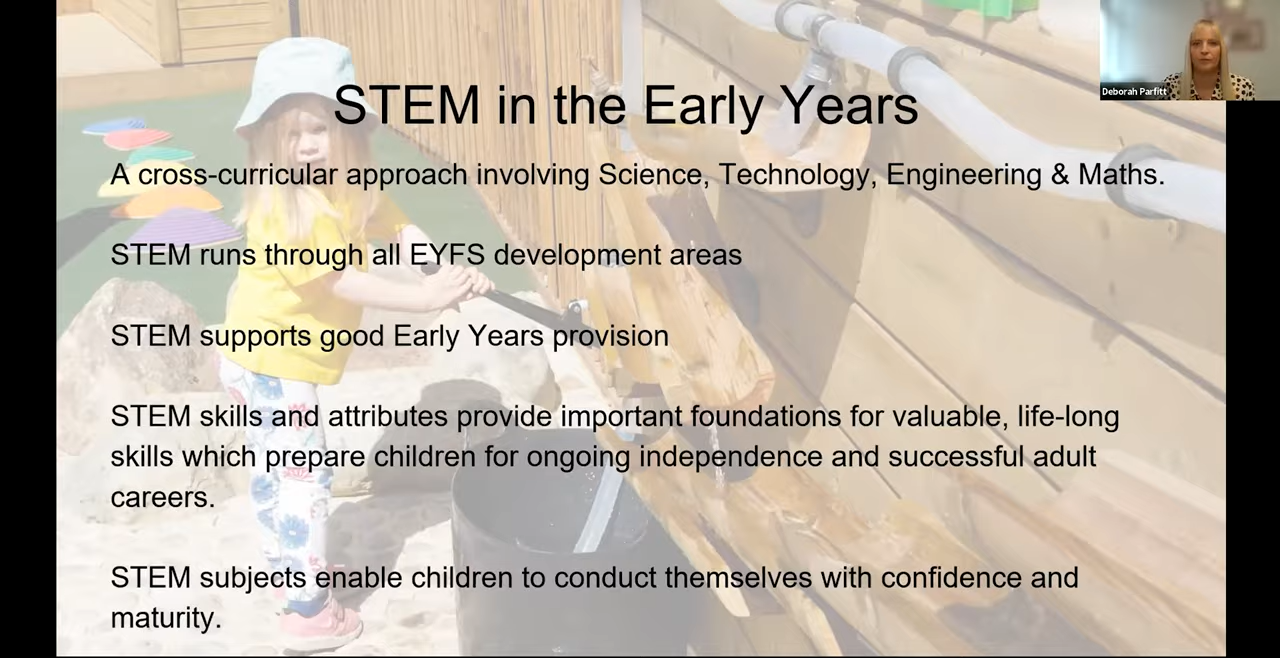 STEM in the Early Years
Deborah Parfitt
A cross-curricular approach involving Science, Technology, Engineering & Maths.
STEM runs through all EYFS development areas
STEM supports good Early Years provision
STEM skills and attributes provide important foundations for valuable, life-long
skills which prepare children for ongoing independence and successful adult
careers.
STEM subjects enable children to conduct themselves with confidence and
maturity.